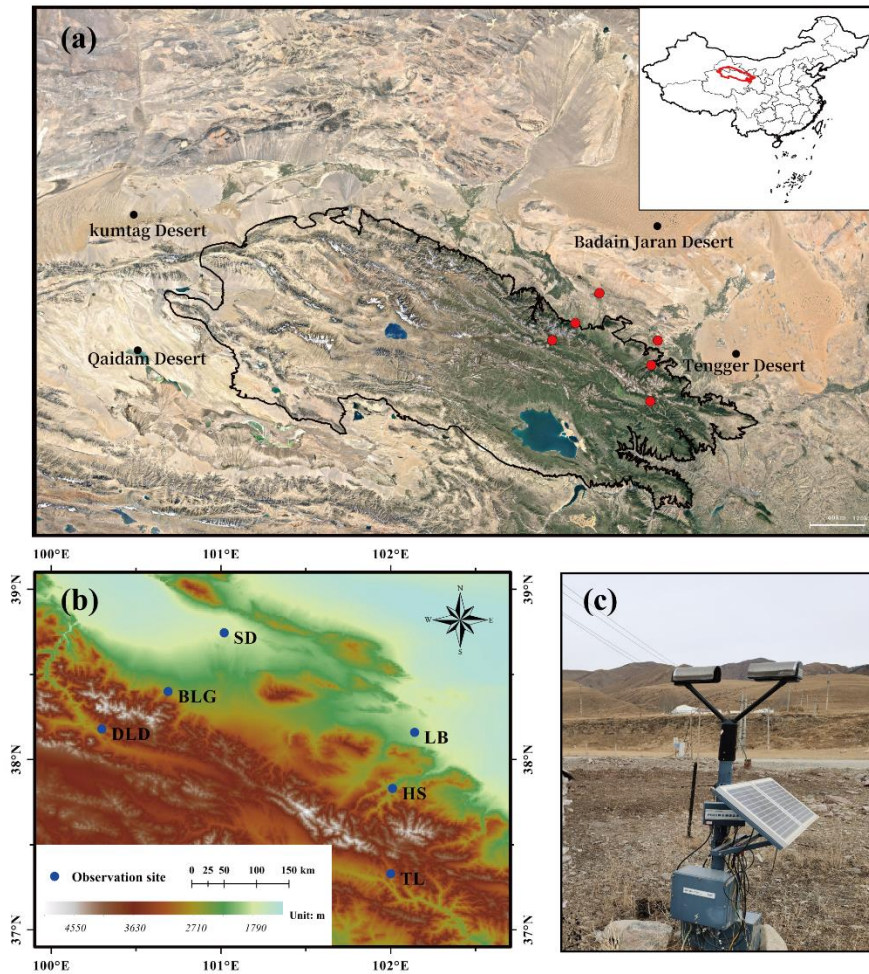 (a)
kumtag Desert
Badain Jaran Desert
Qaidam Desert
Tengger Desert
100°E
101°E
102°E
39°N
39°N
(b)
N
W
E
S
SD
BLG
DLD
LB
38°N
38°N
HS
TL
Observation site
0 25 50 100 150 km
Unit: m
4550 3630 2710 1790
37°N
37°N
100°E
101°E
102°E
(c)